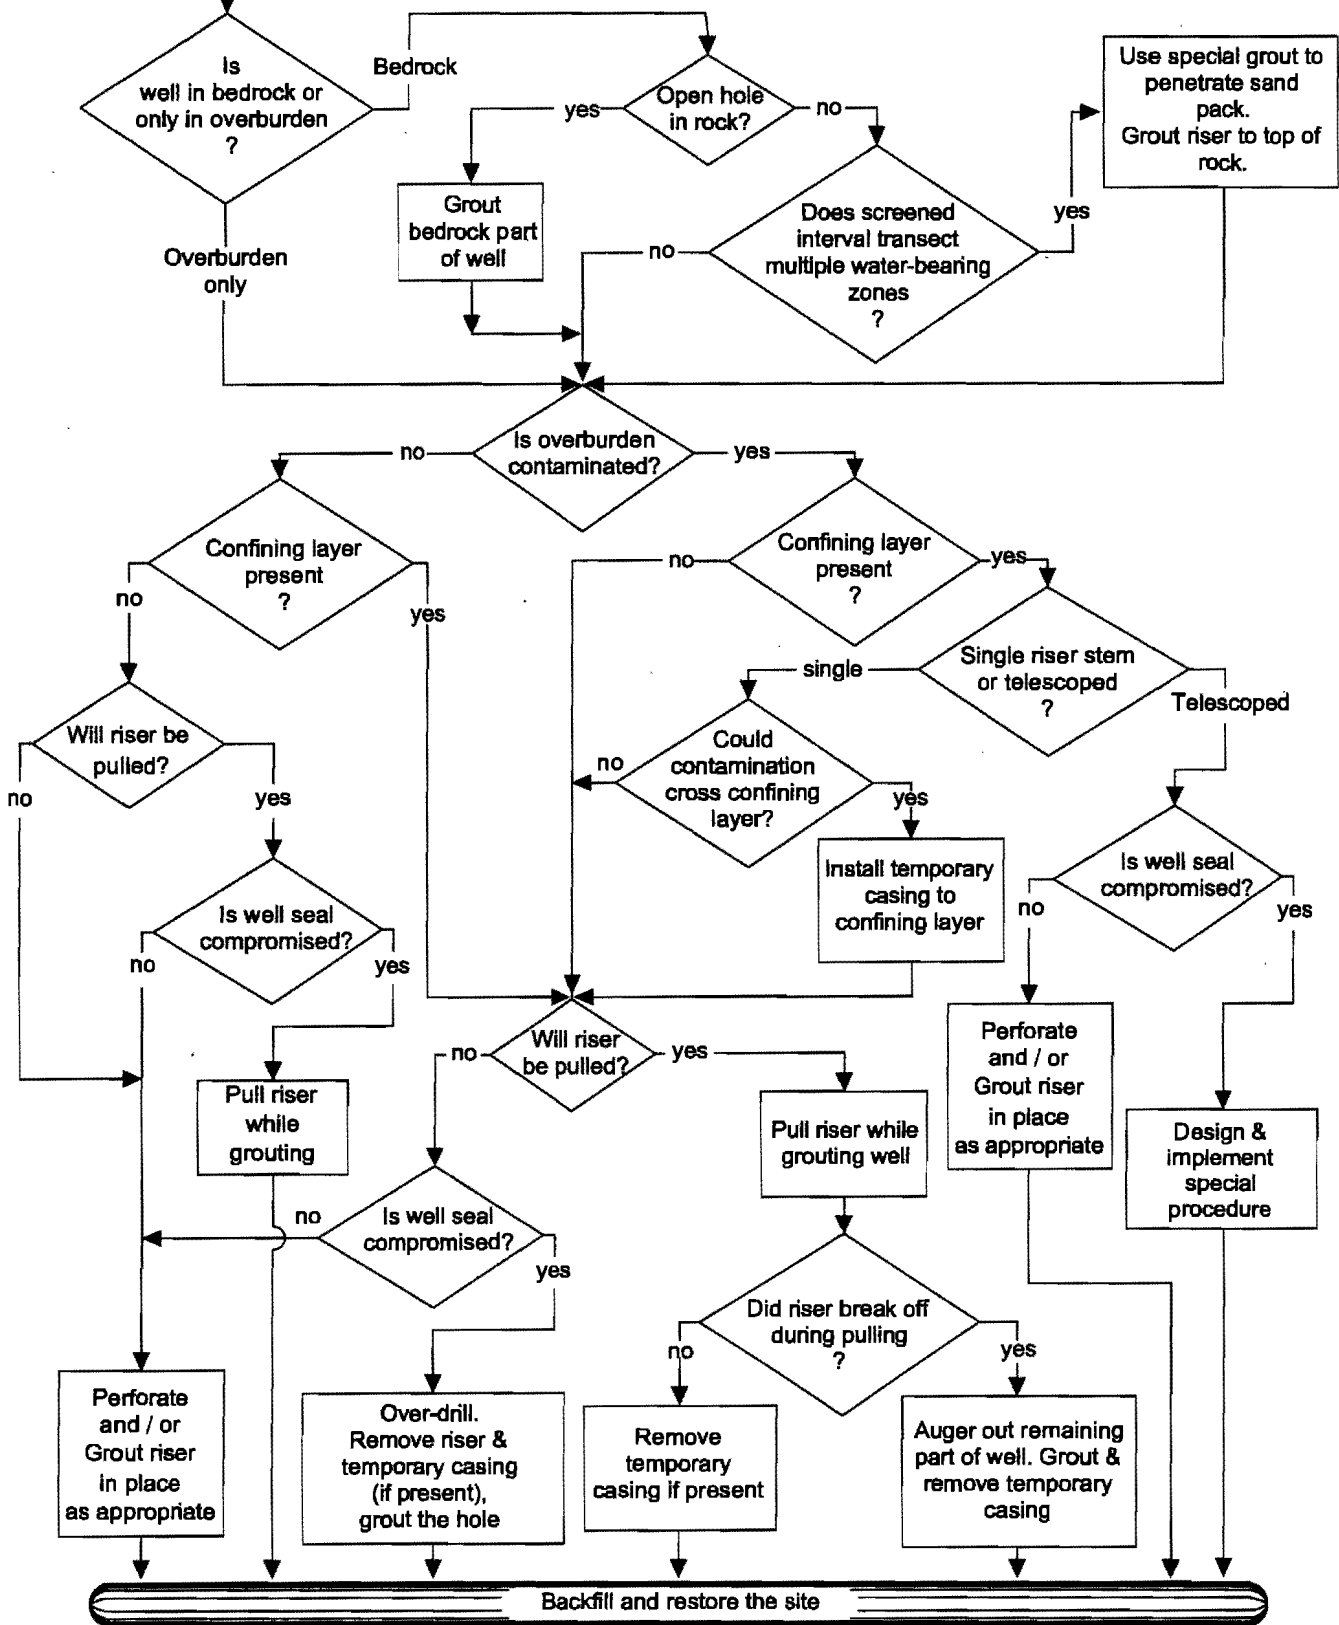 Is
well in bedrock or
only in overburden
?
Bedrock
Overburden
only
Open hole
in rock?
yes
no
Grout
bedrock part
of well
Does screened
interval transect
multiple water-bearing
zones
?
no
yes
Use special grout to
penetrate sand
pack.
Grout riser to top of
rock.
Is overburden
contaminated?
no
yes
Confining layer
present
?
no
yes
Confining layer
present
?
no
yes
Single riser stem
or telescoped
?
single
Telescoped
Will riser be
pulled?
no
yes
Could
contamination
cross confining
layer?
no
yes
Install temporary
casing to
confining layer
Is well seal
compromised?
no
yes
Is well seal
compromised?
no
yes
Will riser
be pulled?
no
yes
Perforate
and / or
Grout riser
in place
as appropriate
Pull riser
while
grouting
Pull riser while
grouting well
Design &
implement
special
procedure
Is well seal
compromised?
no
yes
Did riser break off
during pulling
?
no
yes
Perforate
and / or
Grout riser
in place
as appropriate
Over-drill.
Remove riser &
temporary casing
(if present),
grout the hole
Remove
temporary
casing if present
Auger out remaining
part of well. Grout &
remove temporary
casing
Backfill and restore the site